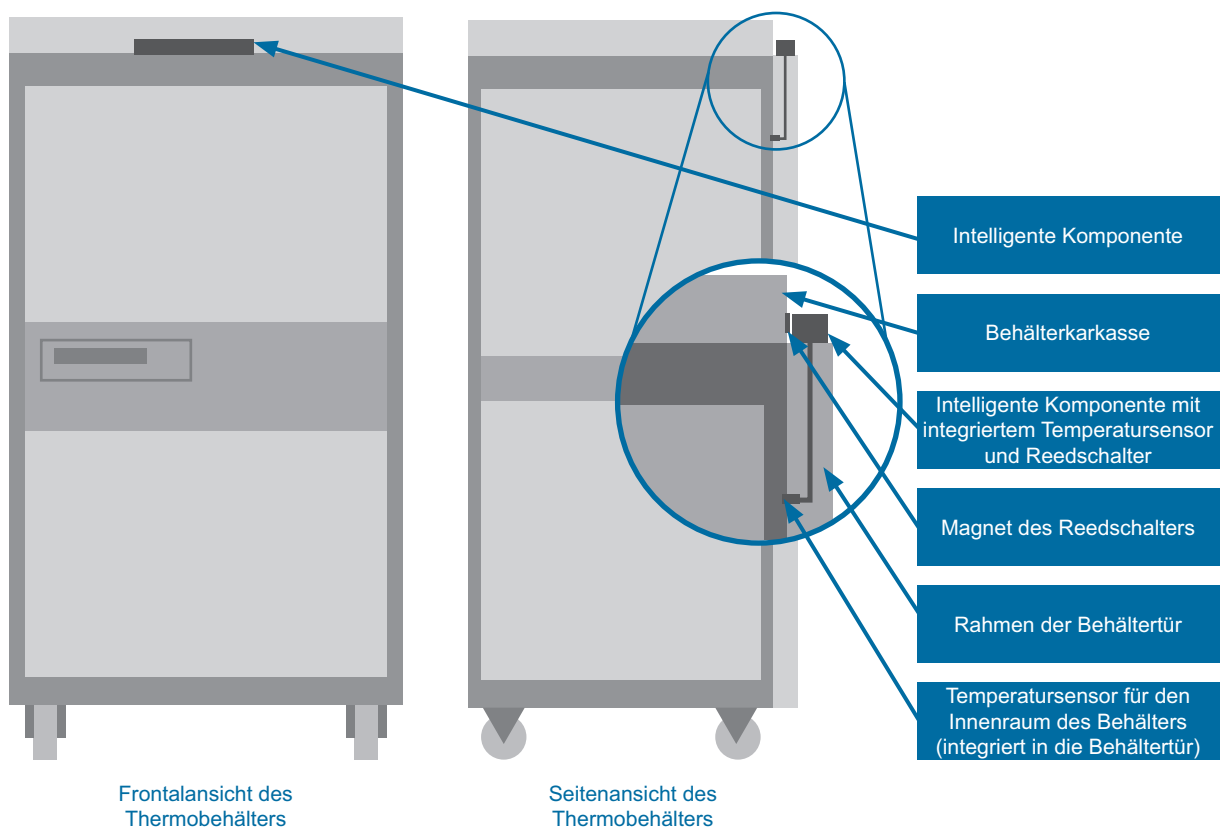 Intelligente Komponente
Behälterkarkasse
Intelligente Komponente mit
integriertem Temperatursensor
und Reedschalter
Magnet des Reedschalters
Rahmen der Behältertür
Temperatursensor für den
Innenraum des Behälters
(integriert in die Behältertür)
Frontalansicht des
Thermobehälters
Seitenansicht des
Thermobehälters